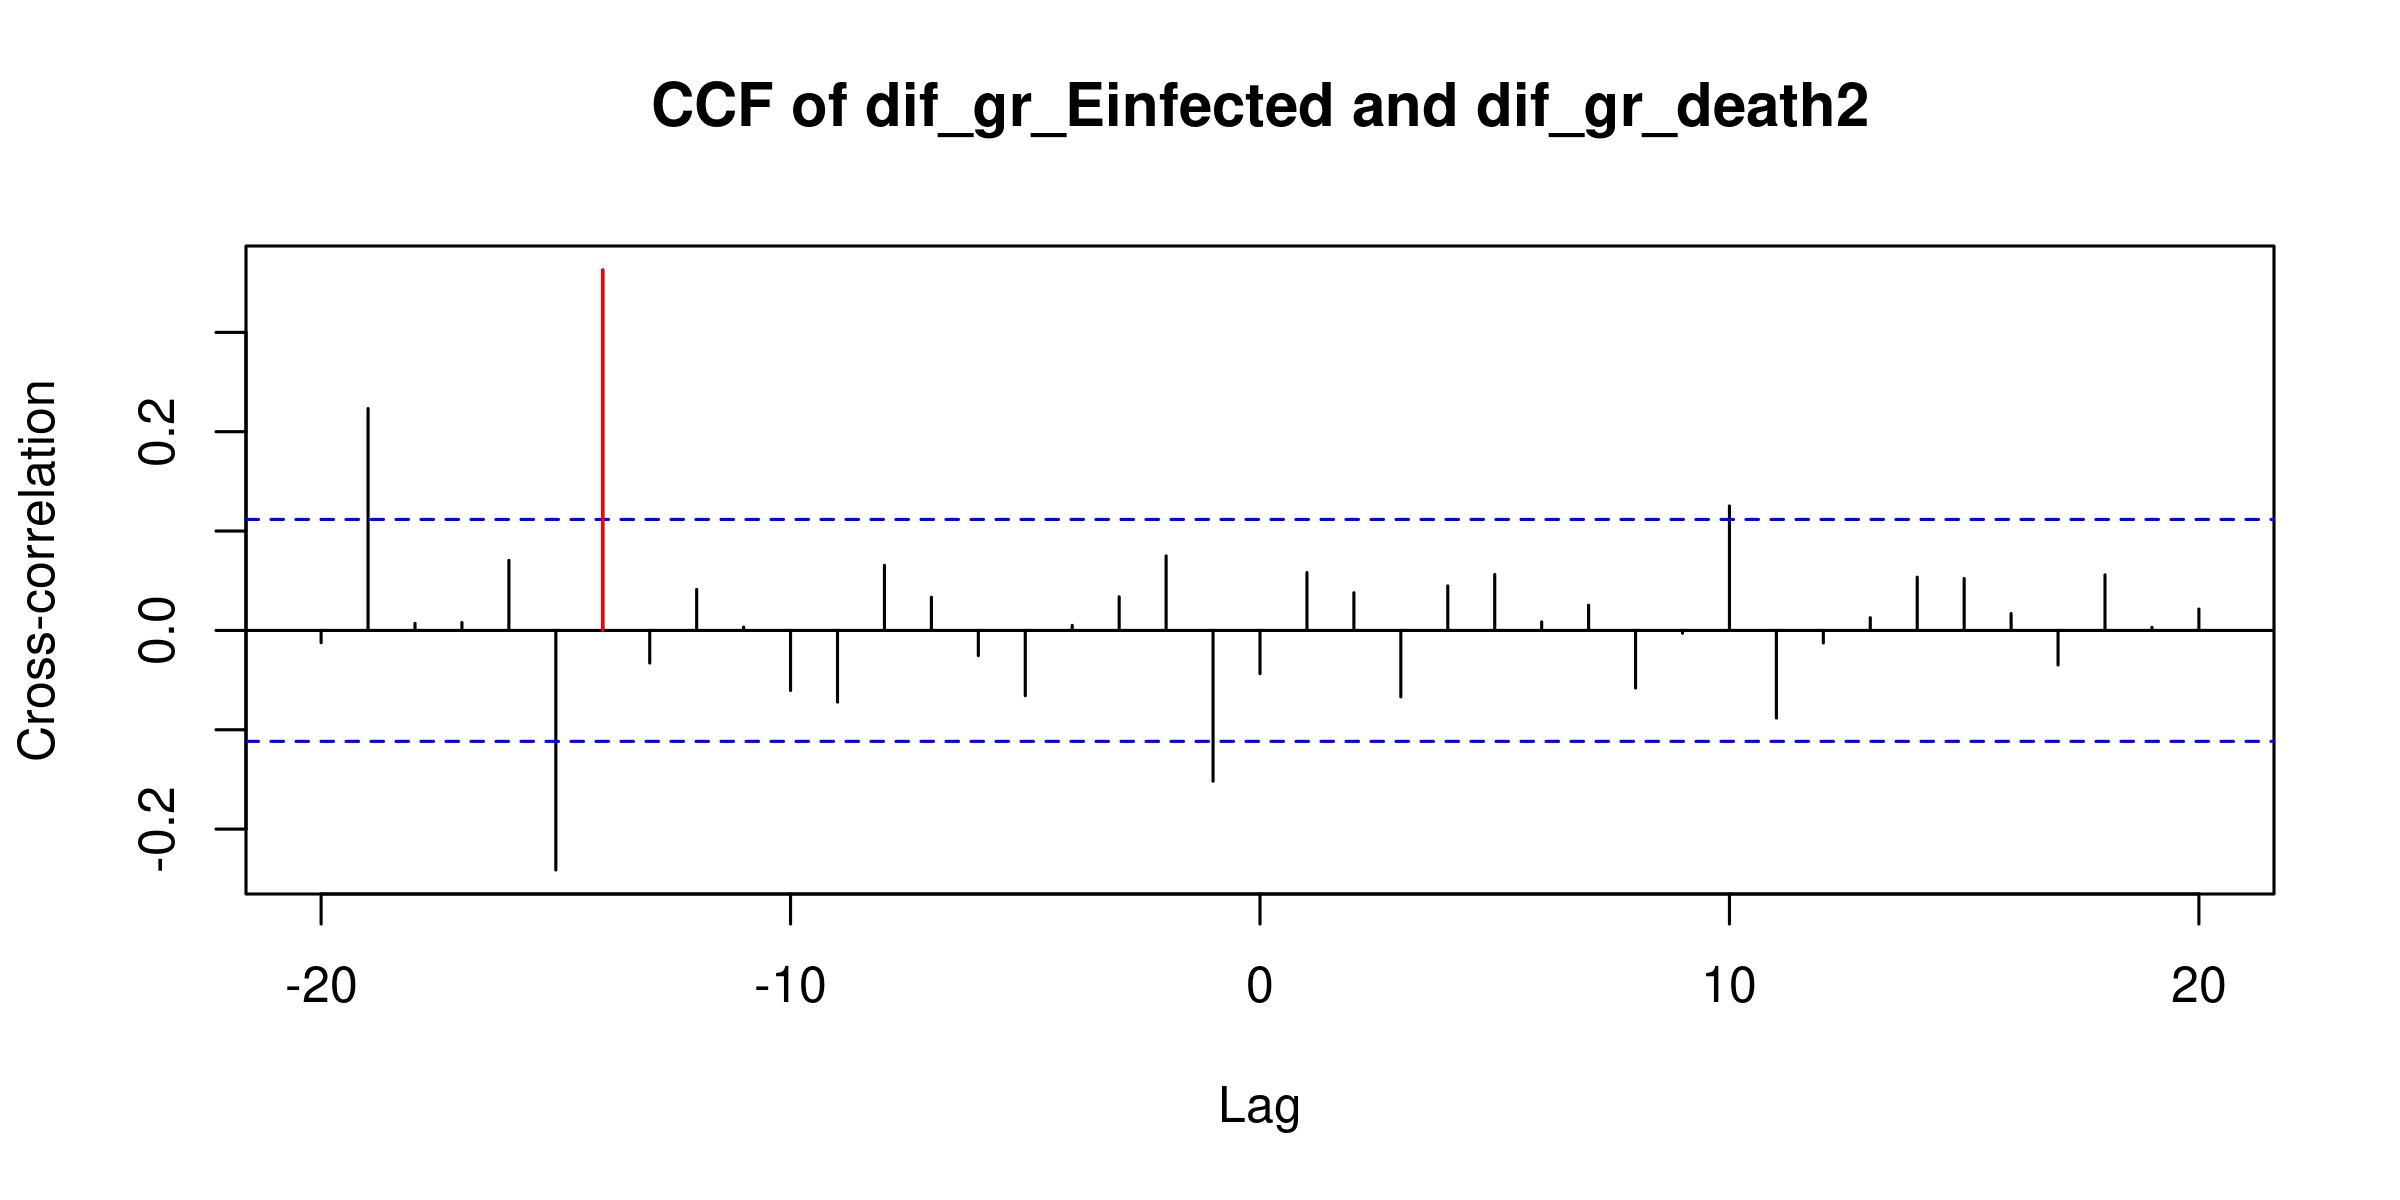 CCF of dif_gr_Einfected and dif_gr_death2
Cross-correlation
0.2
0.0
-0.2
-20 -10 0 10 20
Lag